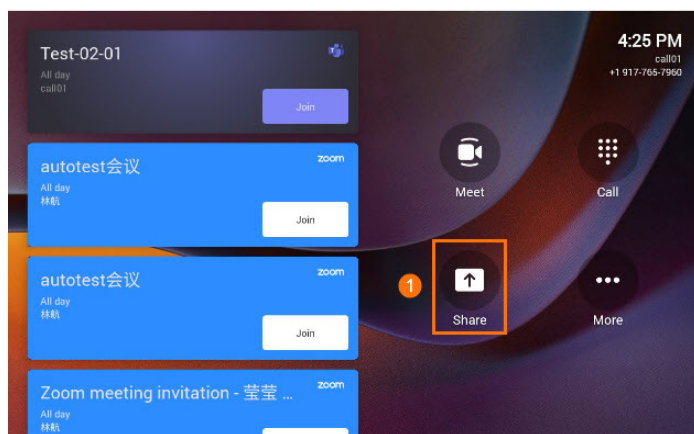 Test-02-01
All day
call01
Join
autotest会议
zoom
All day
林航
Join
autotest会议
zoom
All day
林航
Join
Zoom meeting invitation - 莹莹 ...
zoom
All day
林航
4:25 PM
call01
+1 917-765-7960
Meet
Call
1
Share
More